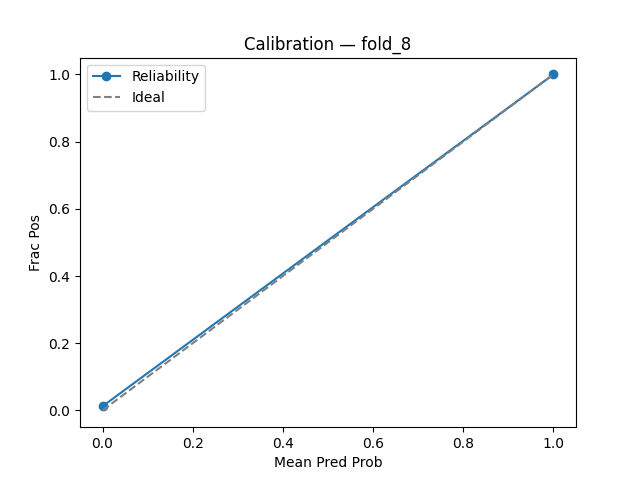 Calibration — fold_8
Reliability
Ideal
Frac Pos
1.0
0.8
0.6
0.4
0.2
0.0
0.0 0.2 0.4 0.6 0.8 1.0
Mean Pred Prob